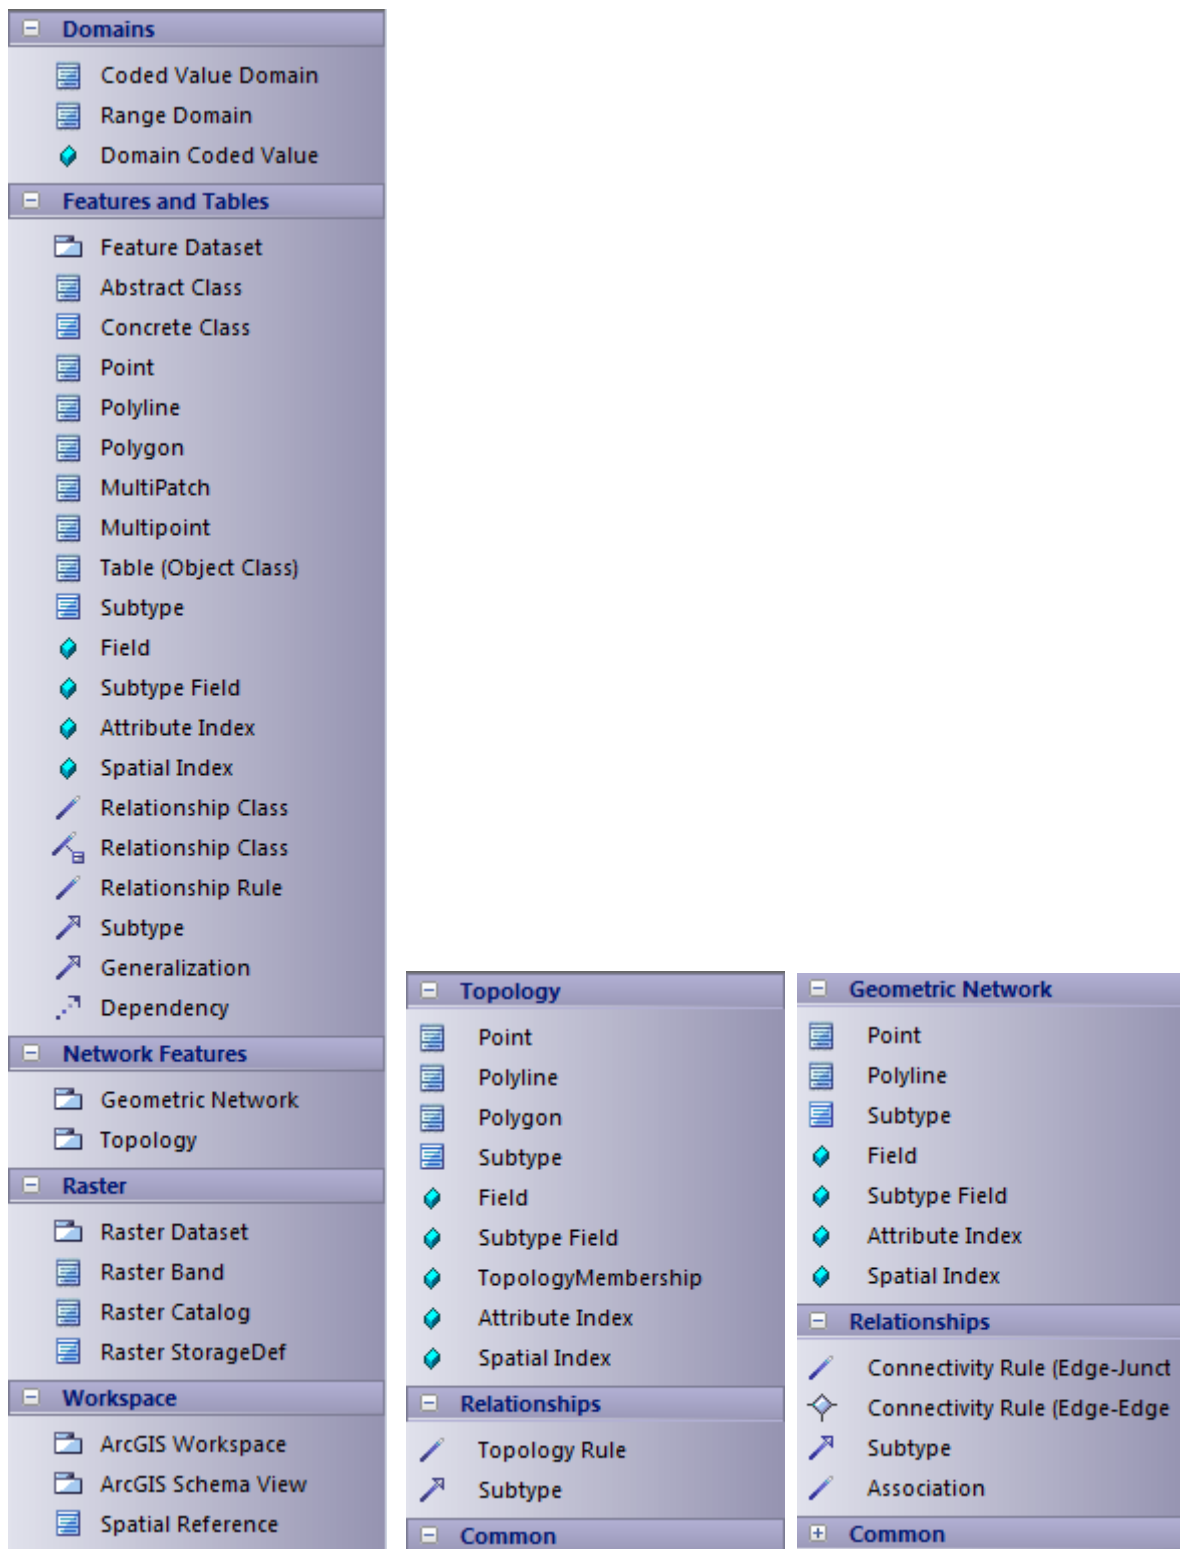 Domains
Coded Value Domain
Range Domain
Domain Coded Value
Features and Tables
Feature Dataset
Abstract Class
Concrete Class
Point
Polyline
Polygon
MultiPatch
Multipoint
Table (Object Class)
Subtype
Field
Subtype Field
Attribute Index
Spatial Index
Relationship Class
Relationship Class
Relationship Rule
Subtype
Generalization
Dependency
Network Features
Geometric Network
Topology
Raster
Raster Dataset
Raster Band
Raster Catalog
Raster StorageDef
Workspace
ArcGIS Workspace
ArcGIS Schema View
Spatial Reference
Topology
Point
Polyline
Polygon
Subtype
Field
Subtype Field
TopologyMembership
Attribute Index
Spatial Index
Relationships
Topology Rule
Subtype
Common
Geometric Network
Point
Polyline
Subtype
Field
Subtype Field
Attribute Index
Spatial Index
Relationships
Connectivity Rule (Edge-Junct
Connectivity Rule (Edge-Edge
Subtype
Association
Common